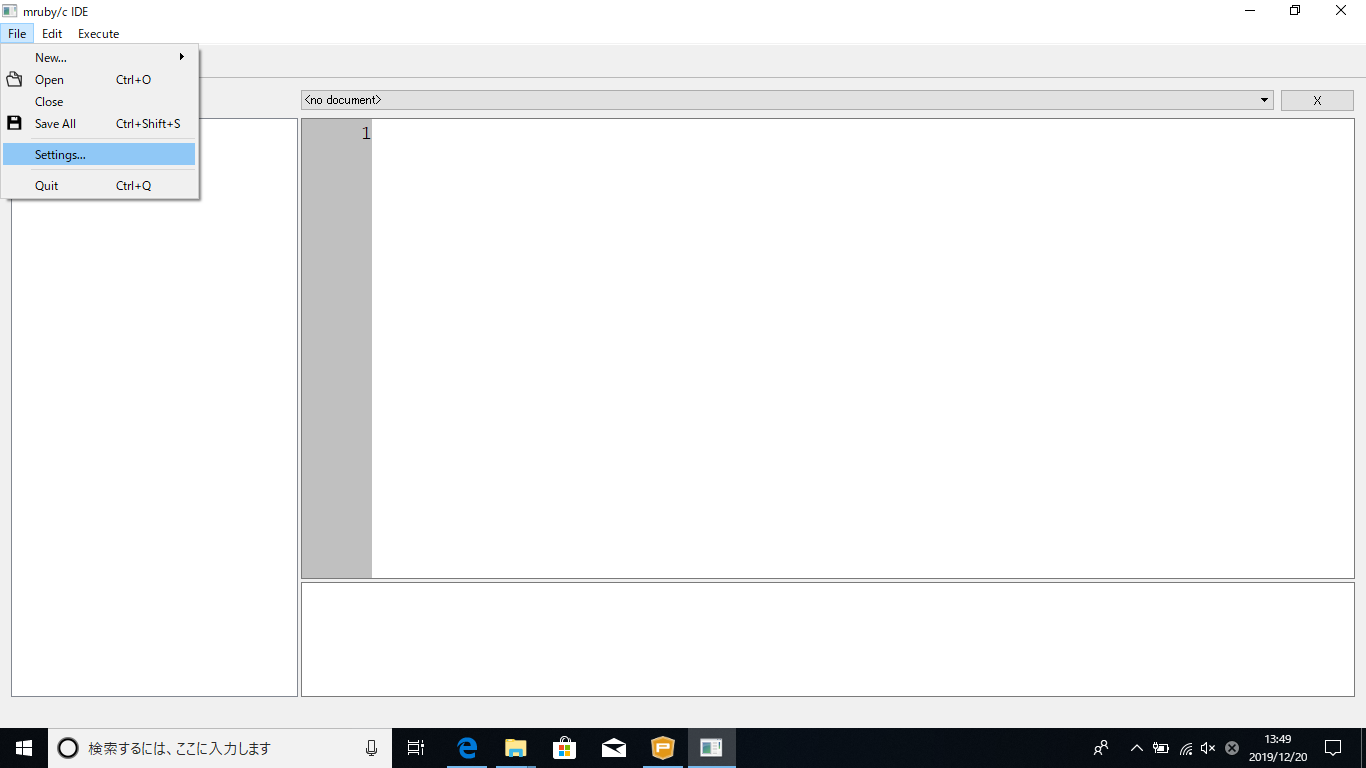 mruby/c IDE
File Edit Execute
New...
Open Ctrl+O
Close
Save All Ctrl+Shift+S
Settings...
Quit Ctrl+Q
<no document> X
1
検索するには、ここに入力します
13:49
2019/12/20